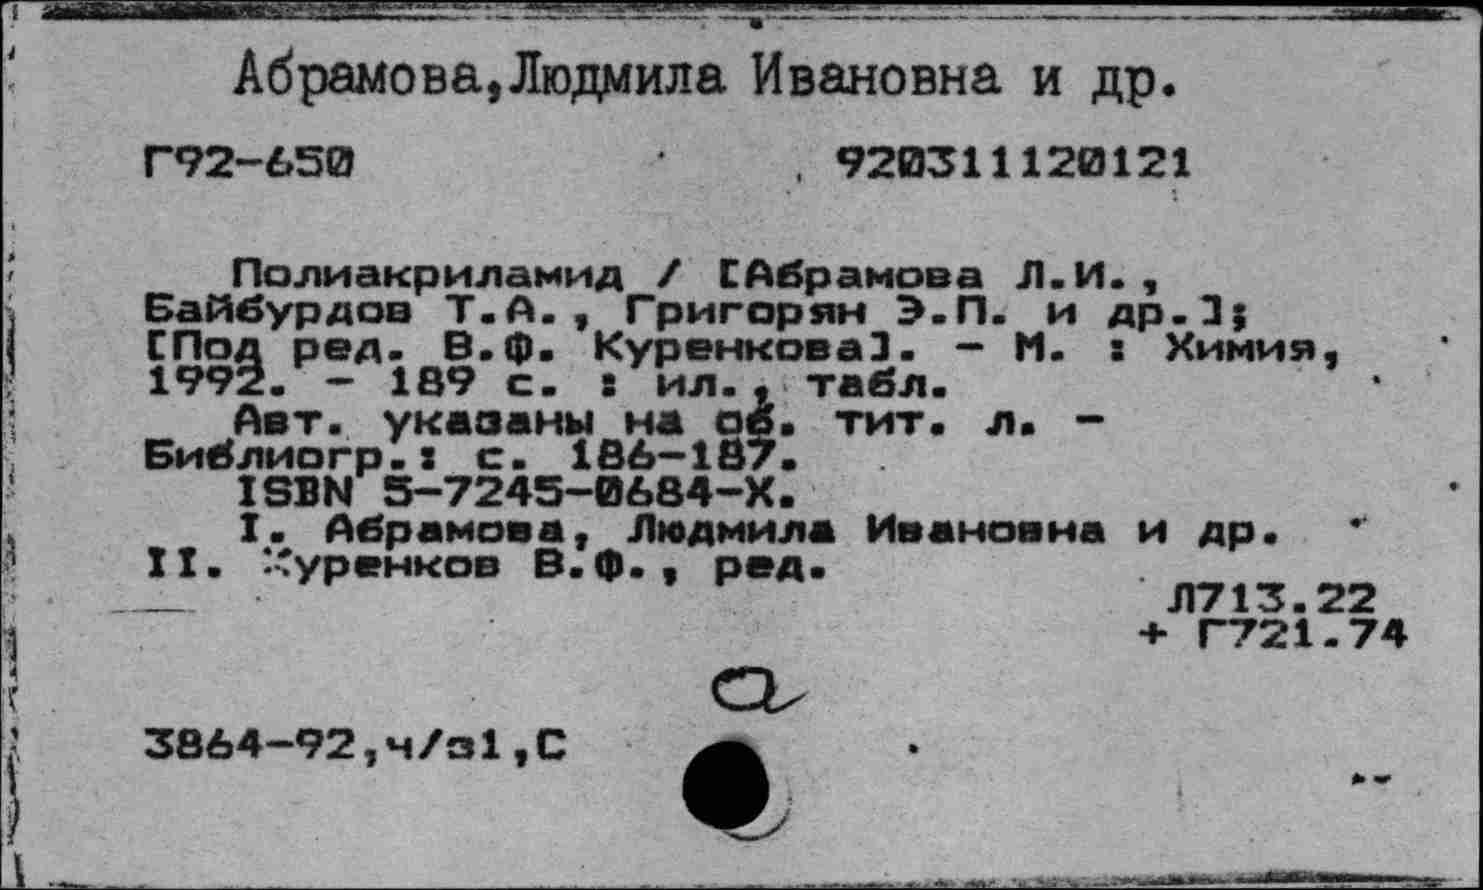 Абрамова,Людмила Ивановна и др.
Г92-650 920311120121
Полиакриламид / [Абрамова Л.И.,
Байбурдов Т.А., Григорян Э.П. и др.];
[Под ред. В.Ф. Куренкова]. - М. : Химия,
1992. - 189 с. : ил., табл.
Авт. указаны на об. тит. л. -
Библиогр.: с. 186-187.
ISBN 5-7245-0684-X.
I. Абрамова, Людмила Ивановна и др.
II. Куренков В.Ф., ред.
Л713.22
+ Г721.74
а
3864-92,ч/з1,С